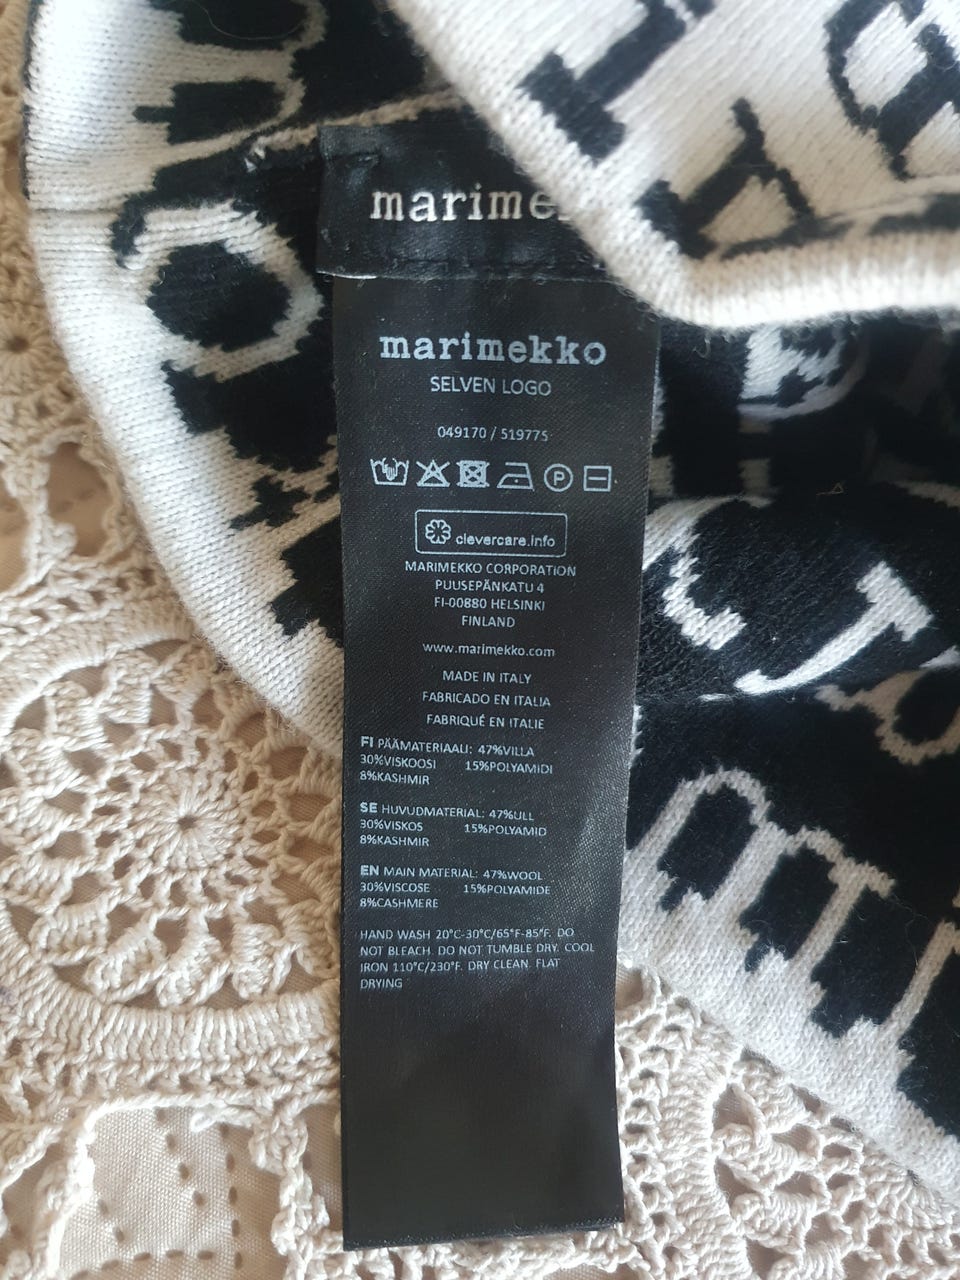 marime
marimekko
SELVEN LOGO
049170 / 519775
P
clevercare.info
MARIMEKKO CORPORATION
PUUSEPÄNKATU 4
FI-00880 HELSINKI
FINLAND
www.marimekko.com
MADE IN ITALY
FABRICADO EN ITALIA
FABRIQUÉ EN ITALIE
FI PÄÄMATERIAALI: 47%VILLA
30%VISKOOSI 15%POLYAMIDI
8%KASHMIR
SE HUVUDMATERIAL: 47%ULL
30%VISKOS 15%POLYAMID
8%KASHMIR
EN MAIN MATERIAL: 47%WOOL
30%VISCOSE 15%POLYAMIDE
8%CASHMERE
HAND WASH 20°C-30°C/65°F-85°F. DO
NOT BLEACH. DO NOT TUMBLE DRY. COOL
IRON 110°C/230°F. DRY CLEAN. FLAT
DRYING